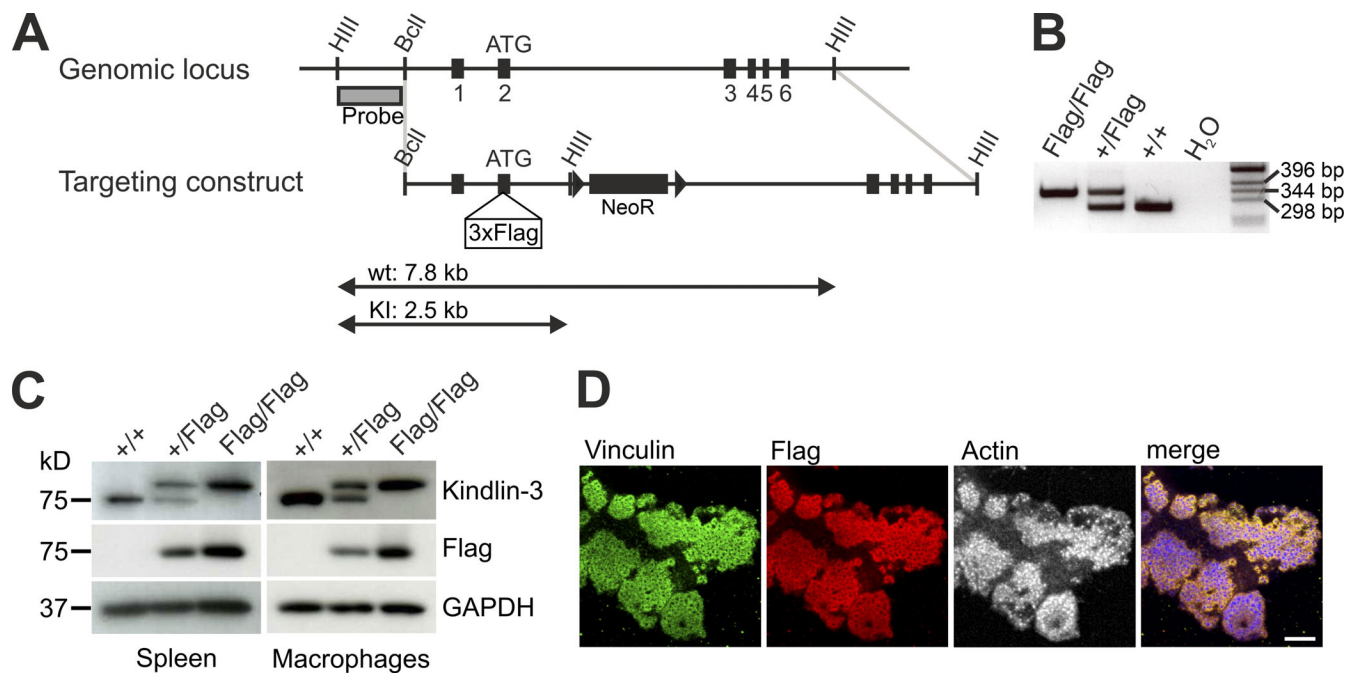 A
HIII
BclI
ATG
HIII
Genomic locus
1
2
3
4
5
6
Probe
BclI
ATG
HIII
HIII
Targeting construct
NeoR
3xFlag
wt: 7.8 kb
KI: 2.5 kb
B
Flag/Flag
+/Flag
+/+
H₂O
396 bp
344 bp
298 bp
C
+/+
+/Flag
Flag/Flag
+/+
+/Flag
Flag/Flag
kD
75
Kindlin-3
75
Flag
37
GAPDH
Spleen
Macrophages
D
Vinculin
Flag
Actin
merge